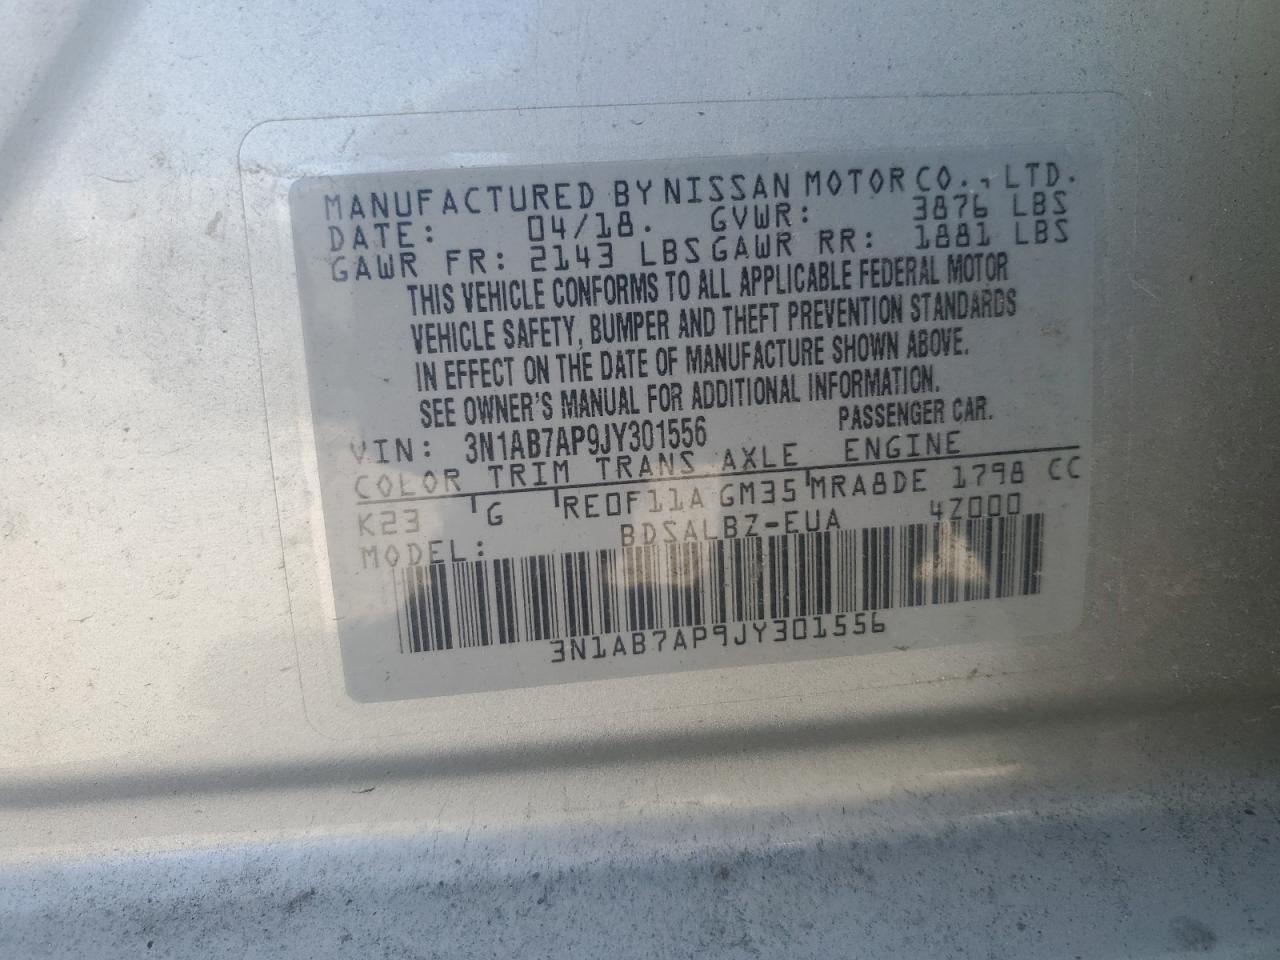 MANUFACTURED BY NISSAN MOTOR CO., LTD.
DATE: 04/18. GVWR: 3876 LBS
GAWR FR: 2143 LBS GAWR RR: 1881 LBS
THIS VEHICLE CONFORMS TO ALL APPLICABLE FEDERAL MOTOR
VEHICLE SAFETY, BUMPER AND THEFT PREVENTION STANDARDS
IN EFFECT ON THE DATE OF MANUFACTURE SHOWN ABOVE.
SEE OWNER'S MANUAL FOR ADDITIONAL INFORMATION.
VIN: 3N1AB7AP9JY301556 PASSENGER CAR.
COLOR TRIM TRANS AXLE ENGINE
K23 G RE0F11A GM35 MRA8DE 1798 CC
MODEL: BDSALBZ-EUA 4Z000
3N1AB7AP9JY301556